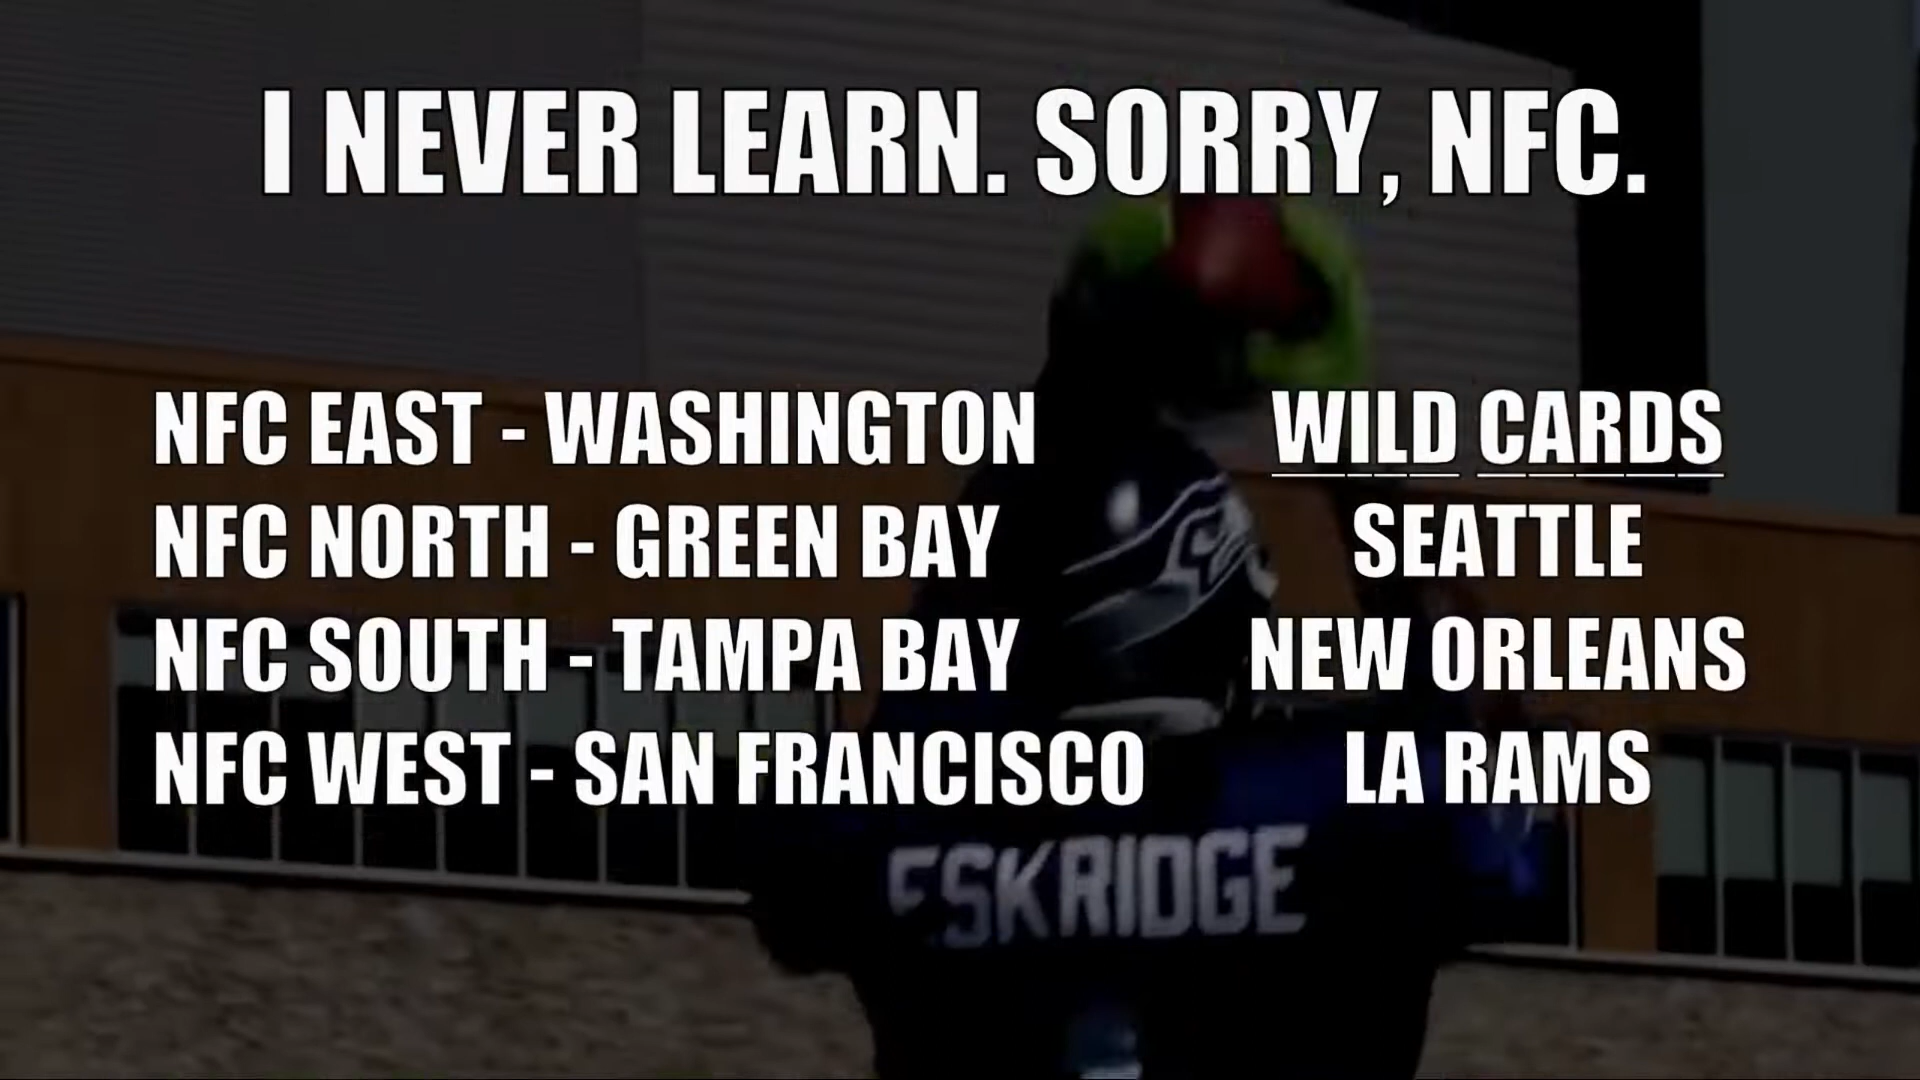 I NEVER LEARN. SORRY, NFC.
NFC EAST - WASHINGTON
NFC NORTH - GREEN BAY
NFC SOUTH - TAMPA BAY
NFC WEST - SAN FRANCISCO
WILD CARDS
SEATTLE
NEW ORLEANS
LA RAMS
ESKRIDGE